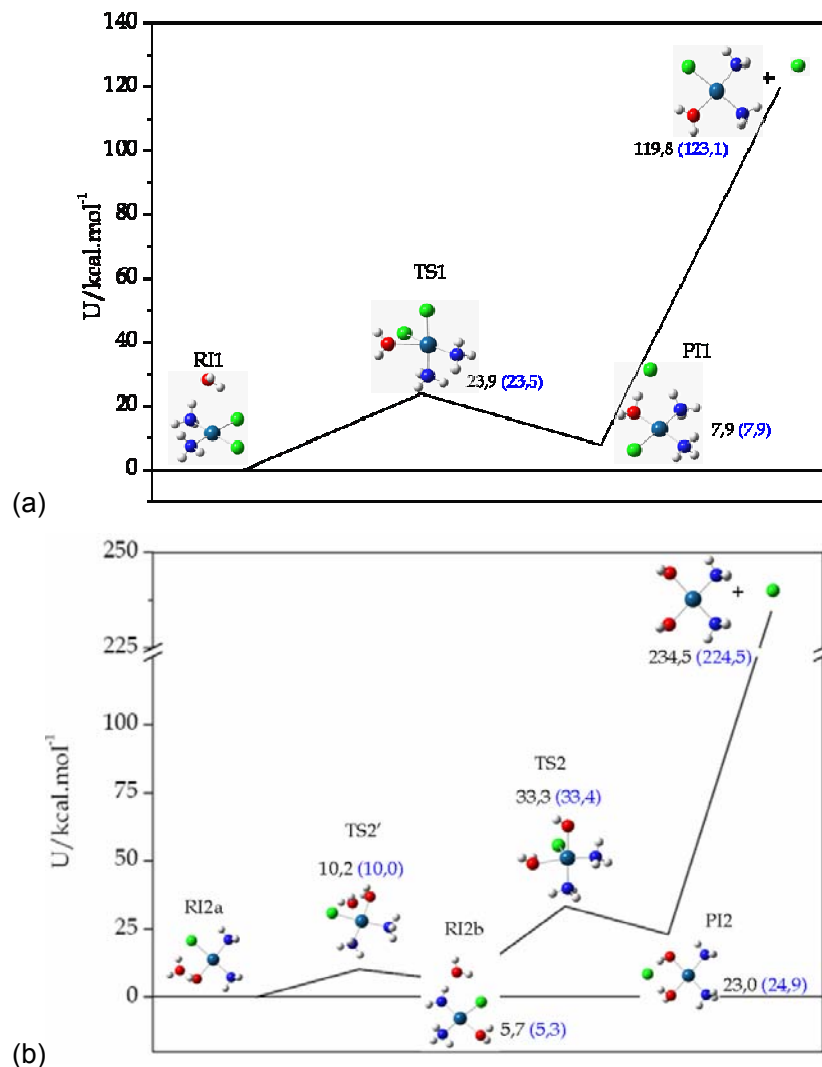 140
120
100
80
60
40
20
0
U/kcal.mol-1
RI1
TS1
23,9 (23,5)
PI1
7,9 (7,9)
+
119,8 (123,1)
(a)
250
225
100
75
50
25
0
U/kcal.mol-1
RI2a
TS2'
10,2 (10,0)
RI2b
5,7 (5,3)
TS2
33,3 (33,4)
PI2
23,0 (24,9)
+
234,5 (224,5)
(b)